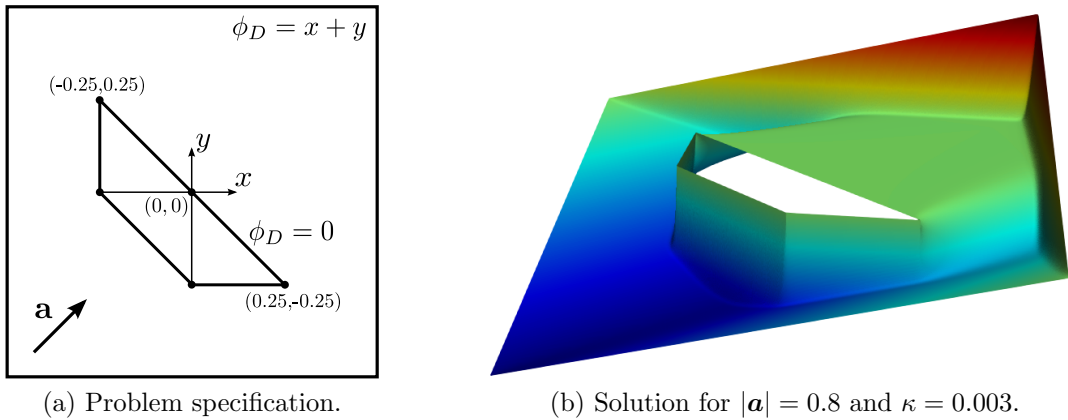 ϕ_D = x + y
(-0.25,0.25)
y
x
(0, 0)
ϕ_D = 0
(0.25,-0.25)
a
(a) Problem specification.
(b) Solution for |a| = 0.8 and κ = 0.003.